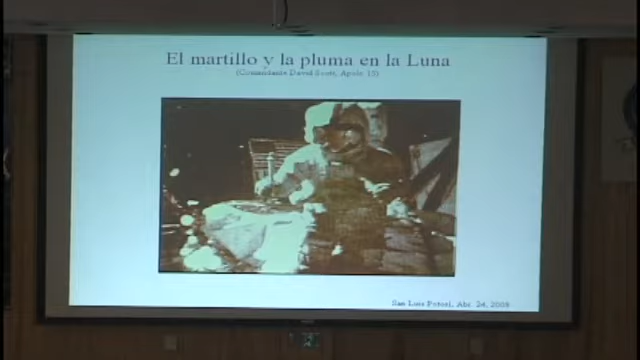 El martillo y la pluma en la Luna
(Comandante David Scott, Apolo 15)
San Luis Potosí, Abr. 24, 2009